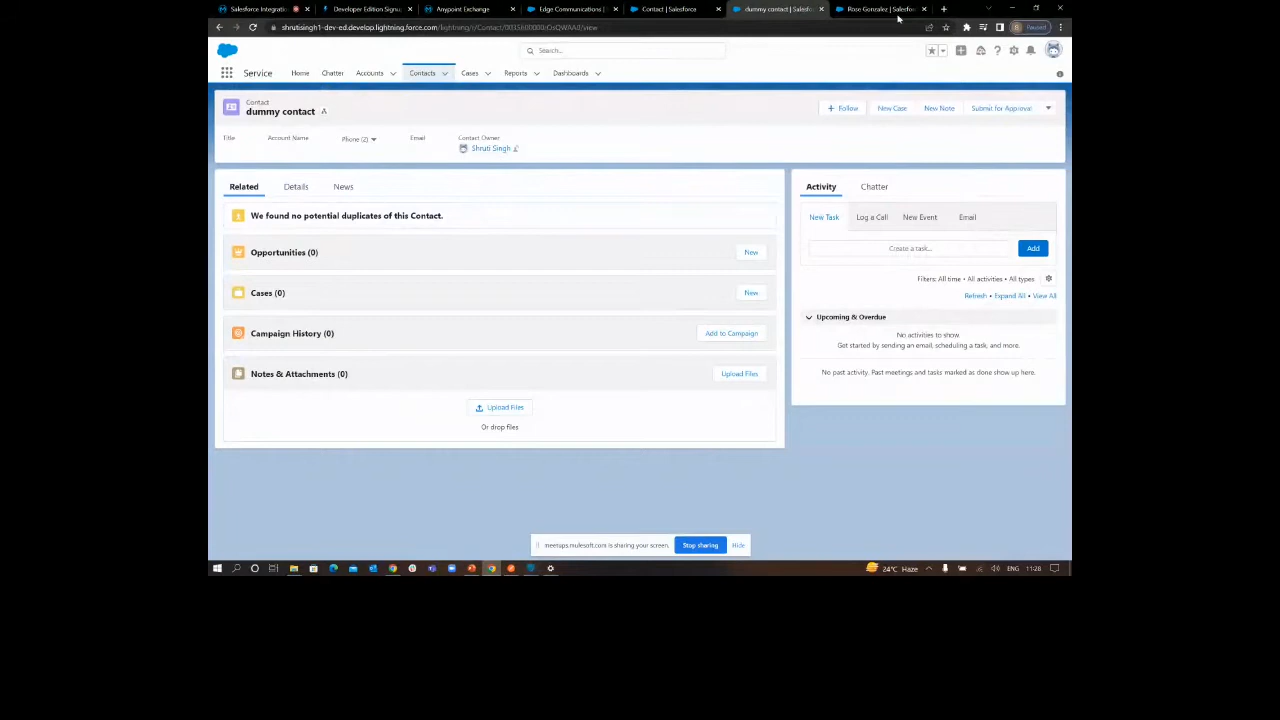 Salesforce Integratio
Developer Edition Signu
Anypoint Exchange
Edge Communications |
Contact | Salesforce
dummy contact | Salesfo
Rose Gonzalez | Salesfo
shrutisingh1-dev-ed.develop.lightning.force.com/lightning/r/Contact/
/view
Paused
Search...
Service
Home
Chatter
Accounts
Contacts
Cases
Reports
Dashboards
Contact
dummy contact
Follow
New Case
New Note
Submit for Approval
Title
Account Name
Phone (2)
Email
Contact Owner
Shruti Singh
Related
Details
News
We found no potential duplicates of this Contact.
Opportunities (0)
New
Cases (0)
New
Campaign History (0)
Add to Campaign
Notes & Attachments (0)
Upload Files
Upload Files
Or drop files
Activity
Chatter
New Task
Log a Call
New Event
Email
Create a task...
Add
Filters: All time • All activities • All types
Refresh • Expand All • View All
Upcoming & Overdue
No activities to show.
Get started by sending an email, scheduling a task, and more.
No past activity. Past meetings and tasks marked as done show up here.
meetups.mulesoft.com is sharing your screen.
Stop sharing
Hide
24°C Haze
ENG
11:28